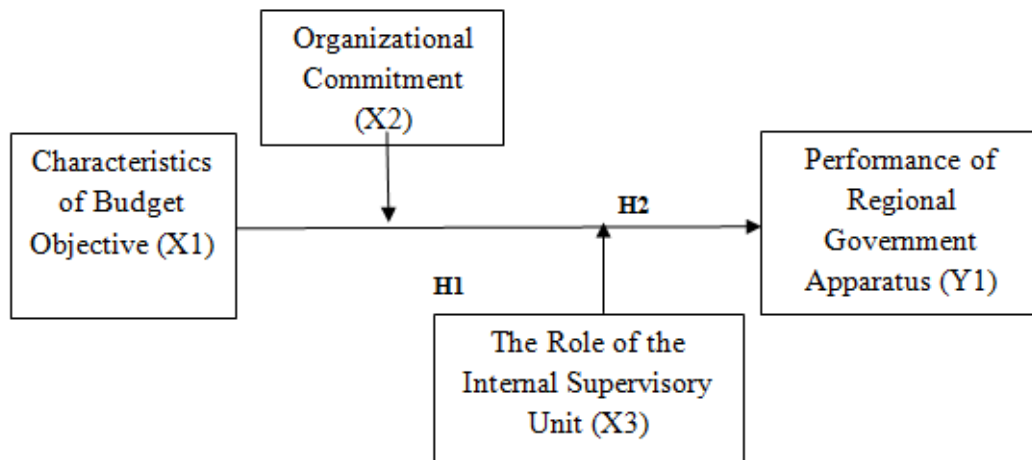 Organizational
Commitment
(X2)
Characteristics
of Budget
Objective (X1)
Performance of
Regional
Government
Apparatus (Y1)
H2
H1
The Role of the
Internal Supervisory
Unit (X3)